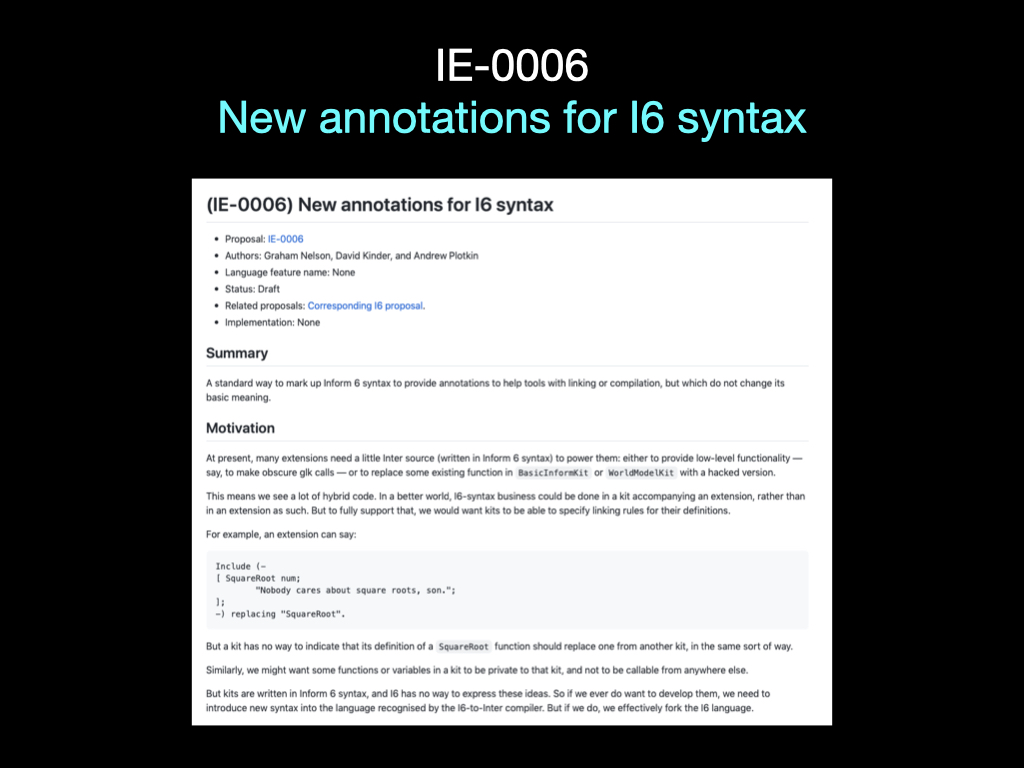 IE-0006
New annotations for I6 syntax
(IE-0006) New annotations for I6 syntax
• Proposal: IE-0006
• Authors: Graham Nelson, David Kinder, and Andrew Plotkin
• Language feature name: None
• Status: Draft
• Related proposals: Corresponding I6 proposal.
• Implementation: None
Summary
A standard way to mark up Inform 6 syntax to provide annotations to help tools with linking or compilation, but which do not change its
basic meaning.
Motivation
At present, many extensions need a little Inter source (written in Inform 6 syntax) to power them: either to provide low-level functionality —
say, to make obscure glk calls — or to replace some existing function in BasicInformKit or WorldModelKit with a hacked version.
This means we see a lot of hybrid code. In a better world, I6-syntax business could be done in a kit accompanying an extension, rather than
in an extension as such. But to fully support that, we would want kits to be able to specify linking rules for their definitions.
For example, an extension can say:
Include (-
[ SquareRoot num;
"Nobody cares about square roots, son.";
];
-) replacing "SquareRoot".
But a kit has no way to indicate that its definition of a SquareRoot function should replace one from another kit, in the same sort of way.
Similarly, we might want some functions or variables in a kit to be private to that kit, and not to be callable from anywhere else.
But kits are written in Inform 6 syntax, and I6 has no way to express these ideas. So if we ever do want to develop them, we need to
introduce new syntax into the language recognised by the I6-to-Inter compiler. But if we do, we effectively fork the I6 language.